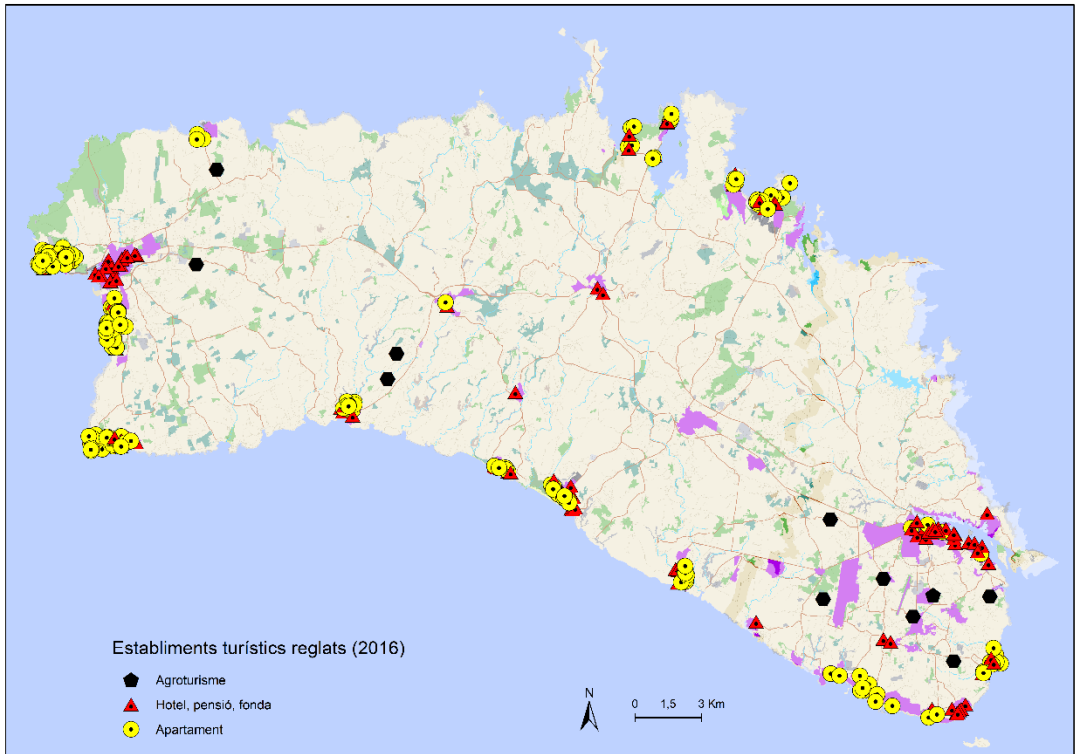 Establiments turístics reglats (2016)
Agroturisme
Hotel, pensió, fonda
Apartament
N
0 1,5 3 Km